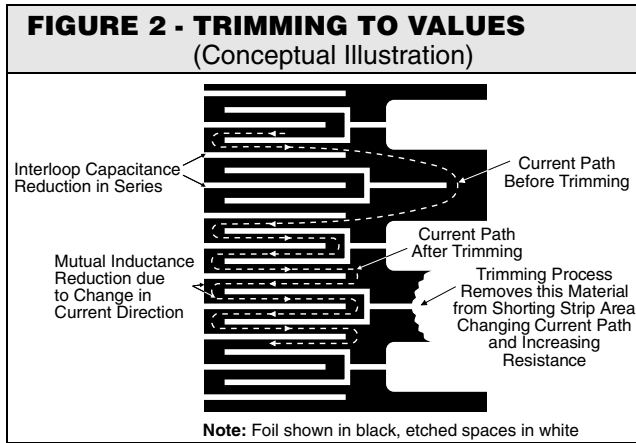 FIGURE 2 - TRIMMING TO VALUES
(Conceptual Illustration)
Interloop Capacitance
Reduction in Series
Current Path
Before Trimming
Mutual Inductance
Reduction due
to Change in
Current Direction
Current Path
After Trimming
Trimming Process
Removes this Material
from Shorting Strip Area
Changing Current Path
and Increasing
Resistance
Note: Foil shown in black, etched spaces in white